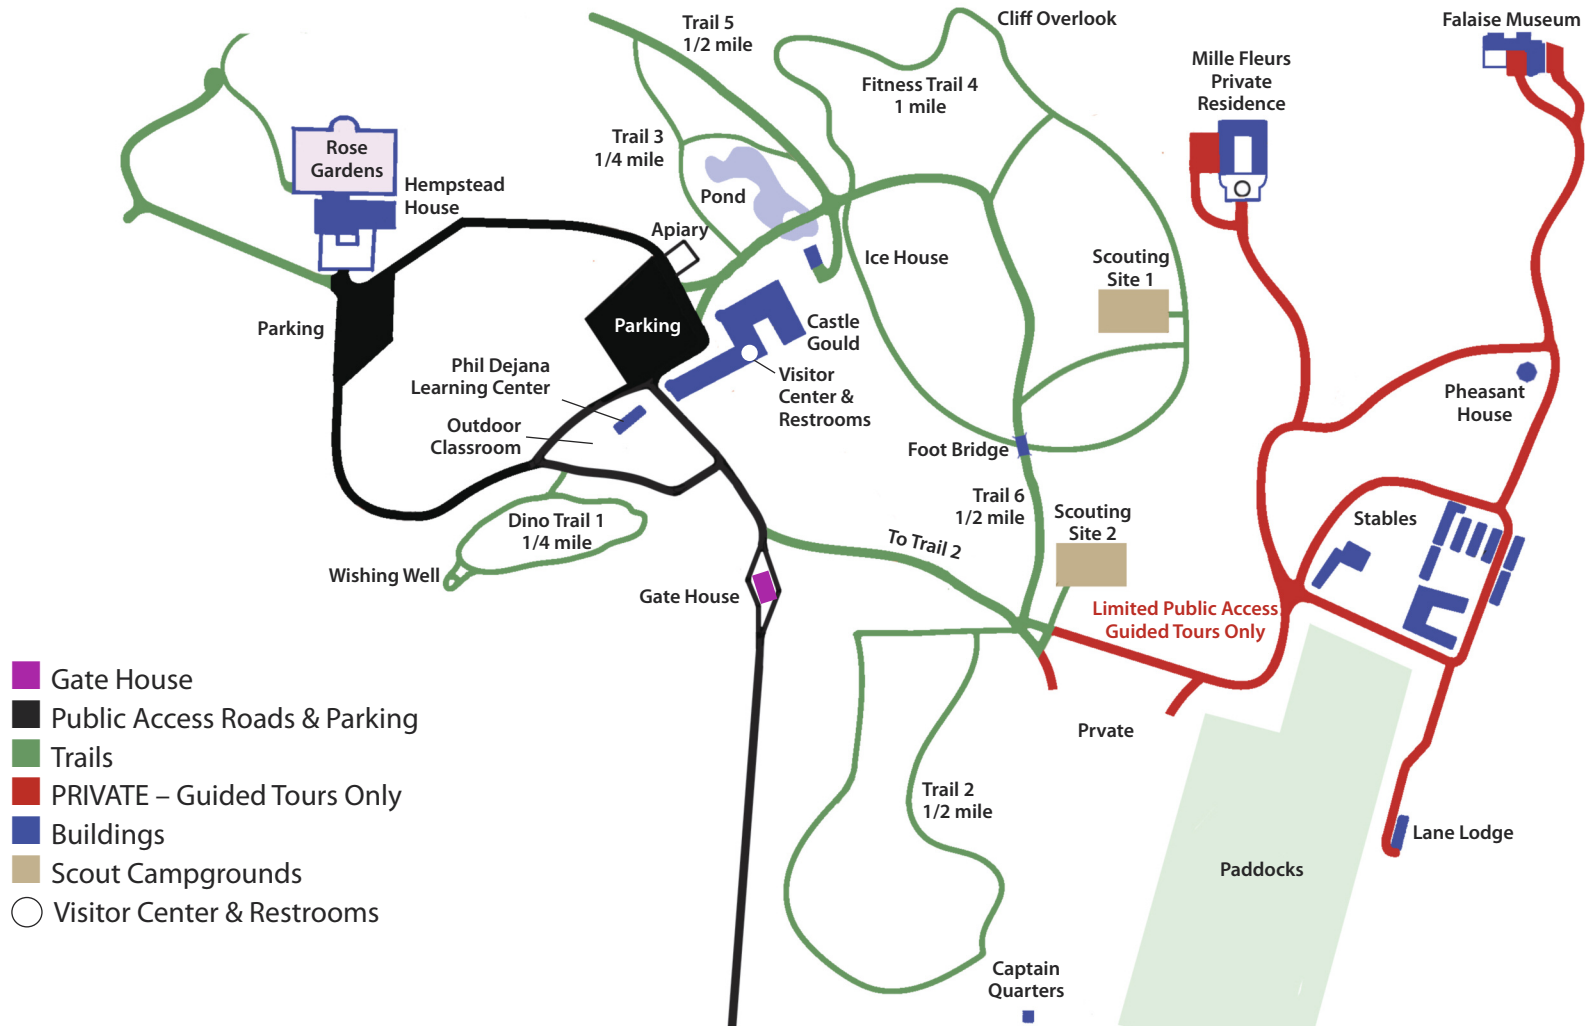 Trail 5
1/2 mile
Cliff Overlook
Falaise Museum
Mille Fleurs
Private
Residence
Fitness Trail 4
1 mile
Trail 3
1/4 mile
Rose
Gardens
Hempstead
House
Pond
Apiary
Ice House
Scouting
Site 1
Parking
Parking
Castle
Gould
Phil Dejana
Learning Center
Visitor
Center &
Restrooms
Pheasant
House
Outdoor
Classroom
Foot Bridge
Trail 6
1/2 mile
Scouting
Site 2
Stables
Dino Trail 1
1/4 mile
To Trail 2
Wishing Well
Gate House
Limited Public Access
Guided Tours Only
Prvate
Trail 2
1/2 mile
Lane Lodge
Paddocks
Captain
Quarters
Gate House
Public Access Roads & Parking
Trails
PRIVATE – Guided Tours Only
Buildings
Scout Campgrounds
Visitor Center & Restrooms